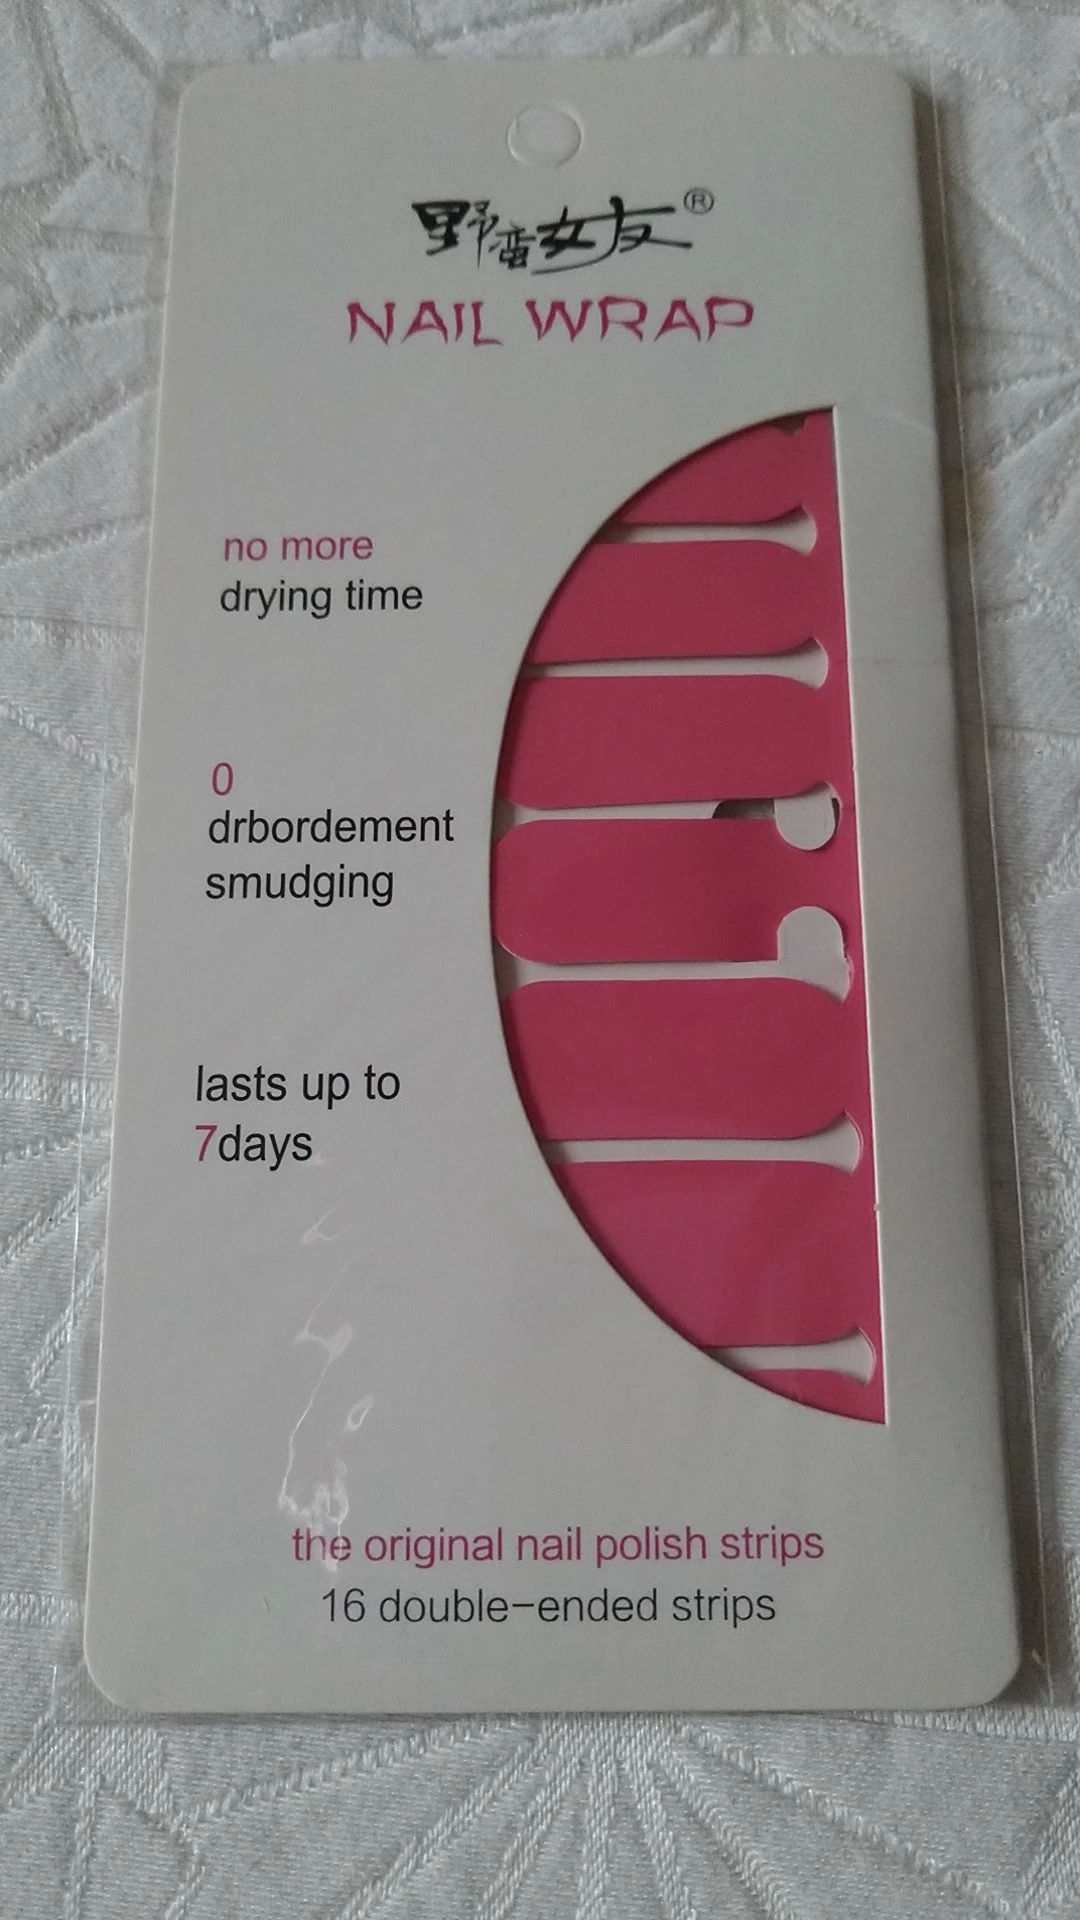 野蛮女友®
NAIL WRAP
no more
drying time
0
drbordement
smudging
lasts up to
7days
the original nail polish strips
16 double-ended strips